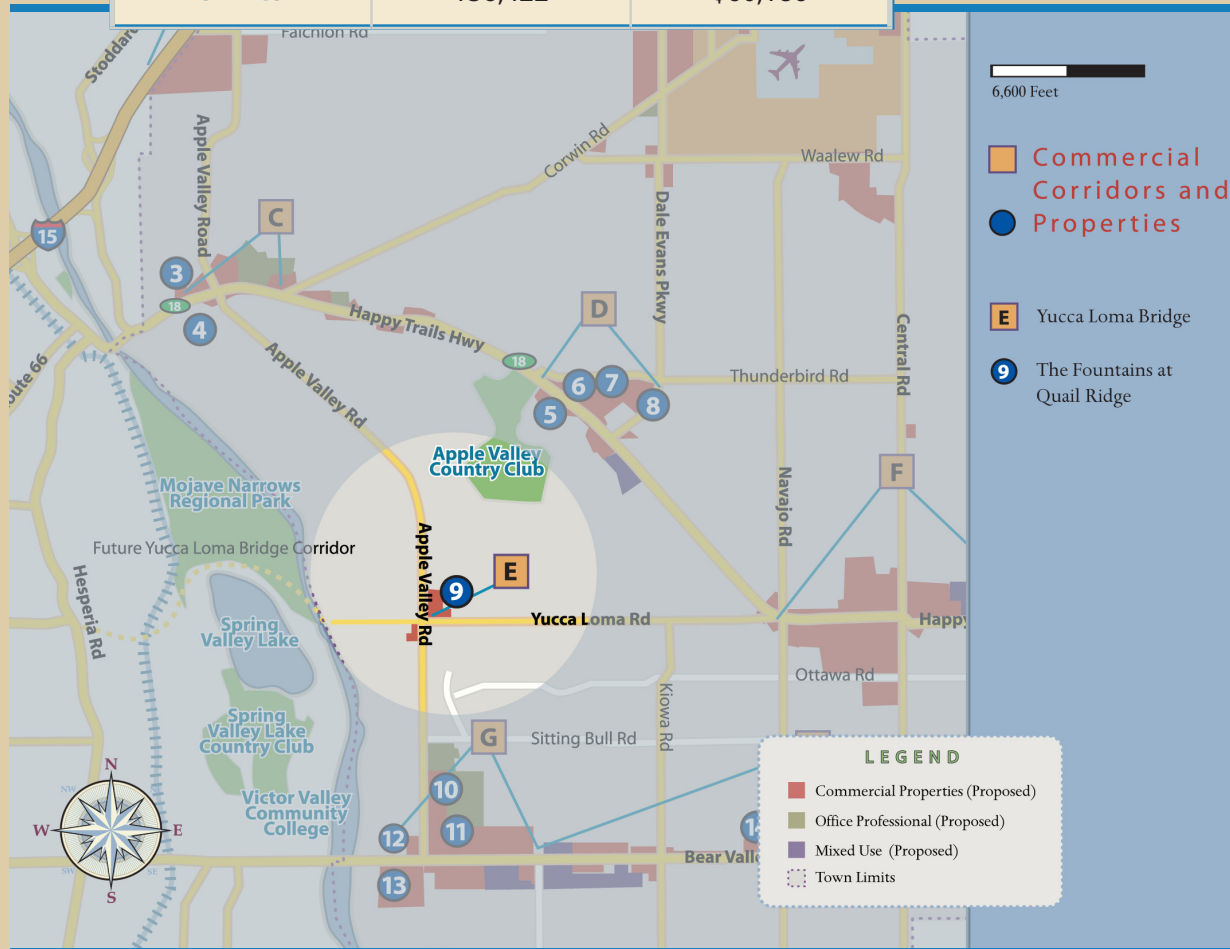 Falchion Rd
Stoddard
Apple Valley Road
Corwin Rd
Waalew Rd
Dale Evans Pkwy
15
C
3
18
4
Happy Trails Hwy
D
18
Central Rd
Apple Valley Rd
6
7
5
8
Thunderbird Rd
Apple Valley
Country Club
Mojave Narrows
Regional Park
F
Navajo Rd
Future Yucca Loma Bridge Corridor
Apple Valley Rd
E
9
Hesperia Rd
Yucca Loma Rd
Happy
Spring
Valley Lake
Ottawa Rd
Kiowa Rd
Spring
Valley Lake
Country Club
G
Sitting Bull Rd
10
Victor Valley
Community
College
11
12
13
Bear Valle
N
NW
W
E
SW
SE
S
6,600 Feet
Commercial
Corridors and
Properties
E Yucca Loma Bridge
9 The Fountains at
Quail Ridge
LEGEND
Commercial Properties (Proposed)
Office Professional (Proposed)
Mixed Use (Proposed)
Town Limits